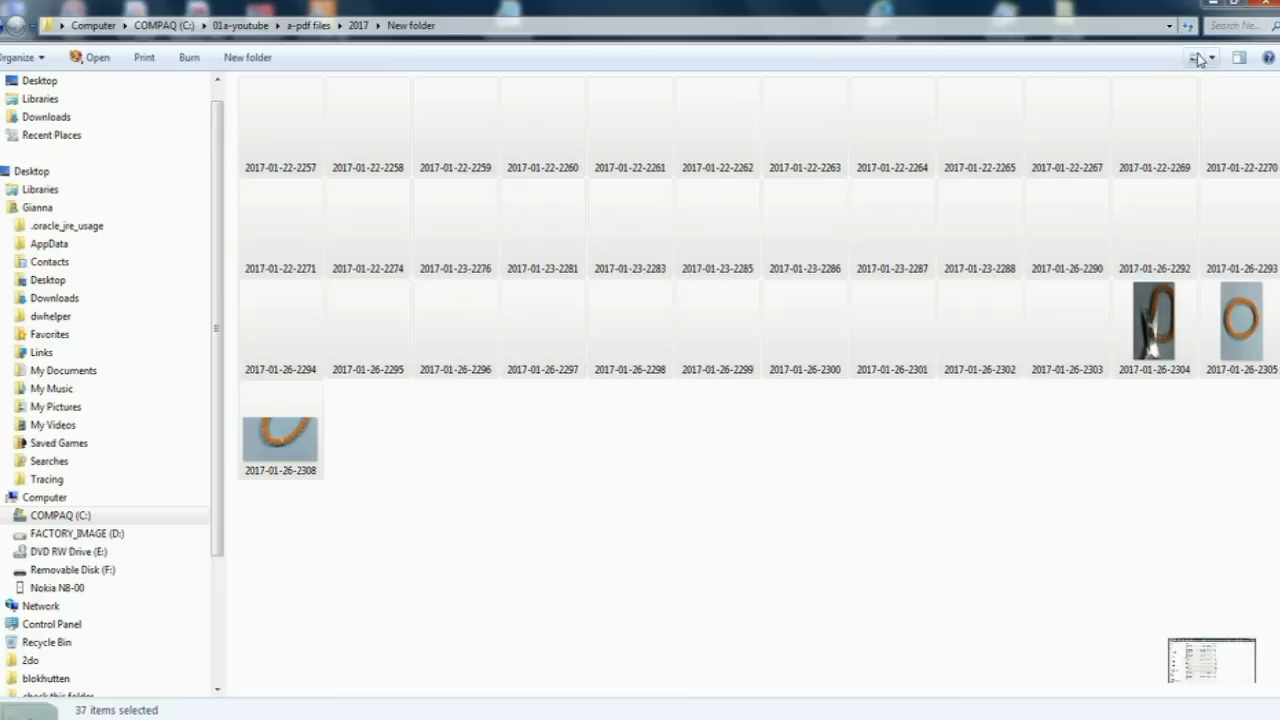 Computer COMPAQ (C:) 01a-youtube a-pdf files 2017 New folder Search Ne...
Organize Open Print Burn New folder
Desktop
Libraries
Downloads
Recent Places
Desktop
Libraries
Gianna
.oracle_jre_usage
AppData
Contacts
Desktop
Downloads
dwhelper
Favorites
Links
My Documents
My Music
My Pictures
My Videos
Saved Games
Searches
Tracing
Computer
COMPAQ (C:)
FACTORY_IMAGE (D:)
DVD RW Drive (E:)
Removable Disk (F:)
Nokia N8-00
Network
Control Panel
Recycle Bin
2do
blokhutten
check this folder
2017-01-22-2257 2017-01-22-2258 2017-01-22-2259 2017-01-22-2260 2017-01-22-2261 2017-01-22-2262 2017-01-22-2263 2017-01-22-2264 2017-01-22-2265 2017-01-22-2267 2017-01-22-2269 2017-01-22-2270
2017-01-22-2271 2017-01-22-2274 2017-01-23-2276 2017-01-23-2281 2017-01-23-2283 2017-01-23-2285 2017-01-23-2286 2017-01-23-2287 2017-01-23-2288 2017-01-26-2290 2017-01-26-2292 2017-01-26-2293
2017-01-26-2294 2017-01-26-2295 2017-01-26-2296 2017-01-26-2297 2017-01-26-2298 2017-01-26-2299 2017-01-26-2300 2017-01-26-2301 2017-01-26-2302 2017-01-26-2303 2017-01-26-2304 2017-01-26-2305
2017-01-26-2308
37 items selected